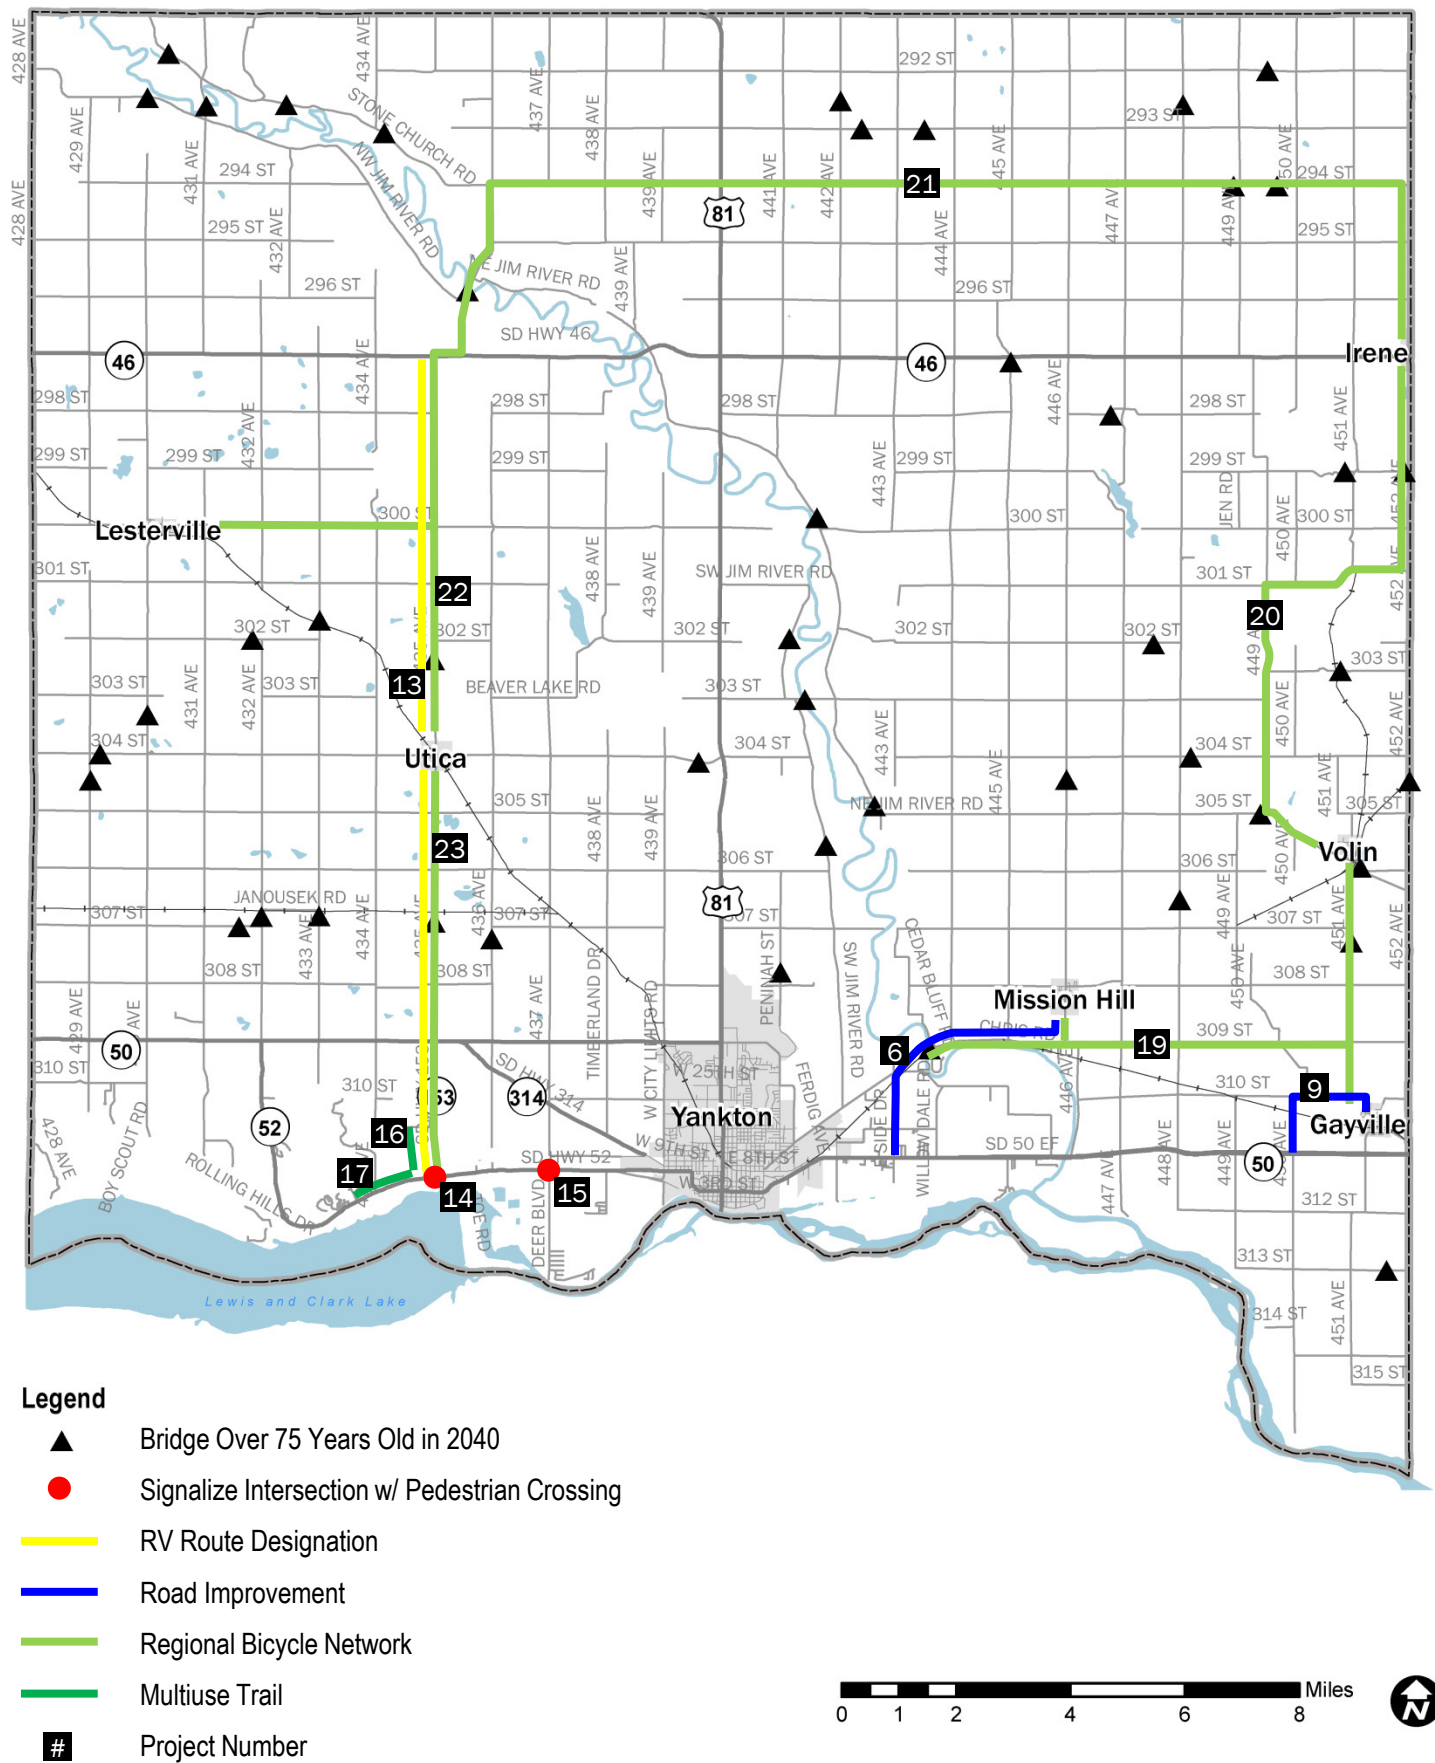 428 AVE
434 AVE
292 ST
STONE CHURCH RD
437 AVE
438 AVE
293 ST
429 AVE
431 AVE
NW JIM RIVER RD
445 AVE
450 AVE
294 ST
439 AVE
441 AVE
442 AVE
21
294 ST
428 AVE
447 AVE
449 AVE
81
295 ST
432 AVE
444 AVE
295 ST
NE JIM RIVER RD
439 AVE
296 ST
296 ST
SD HWY 46
46
434 AVE
46
Irene
298 ST
432 AVE
298 ST
298 ST
446 AVE
298 ST
451 AVE
299 ST
299 ST
299 ST
443 AVE
299 ST
299 ST
JEN RD
450 AVE
Lesterville
300 ST
300 ST
300 ST
301 ST
22
438 AVE
439 AVE
SW JIM RIVER RD
301 ST
452 AVE
20
302 ST
302 ST
302 ST
302 ST
302 ST
303 ST
431 AVE
432 AVE
303 ST
13
BEAVER LAKE RD
303 ST
303 ST
450 AVE
452 AVE
304 ST
Utica
304 ST
443 AVE
445 AVE
304 ST
305 ST
438 AVE
439 AVE
NE JIM RIVER RD
305 ST
451 AVE
305 ST
23
306 ST
306 ST
450 AVE
Volin
JANOUSEK RD
307 ST
433 AVE
434 AVE
435 AVE
436 AVE
307 ST
81
307 ST
449 AVE
307 ST
451 AVE
452 AVE
308 ST
308 ST
437 AVE
TIMBERLAND DR
W CITY LIMITS RD
PENINAH ST
SW JIM RIVER RD
308 ST
Mission Hill
429 AVE
50
6
CHRIS RD
19
309 ST
310 ST
310 ST
SD HWY 314
W 25TH ST
446 AVE
310 ST
9
BOY SCOUT RD
52
314
Yankton
FERDIG AVE
Gayville
428 AVE
16
ROLLING HILLS DR
17
SD HWY 52
W 9TH ST
E 8TH ST
W 3RD ST
SD 50 EF
50
448 AVE
449 AVE
14
15
DEER BLVD
447 AVE
312 ST
313 ST
Lewis and Clark Lake
314 ST
451 AVE
315 ST
Legend
Bridge Over 75 Years Old in 2040
Signalize Intersection w/ Pedestrian Crossing
RV Route Designation
Road Improvement
Regional Bicycle Network
Multiuse Trail
# Project Number
Miles
0 1 2 4 6 8
N